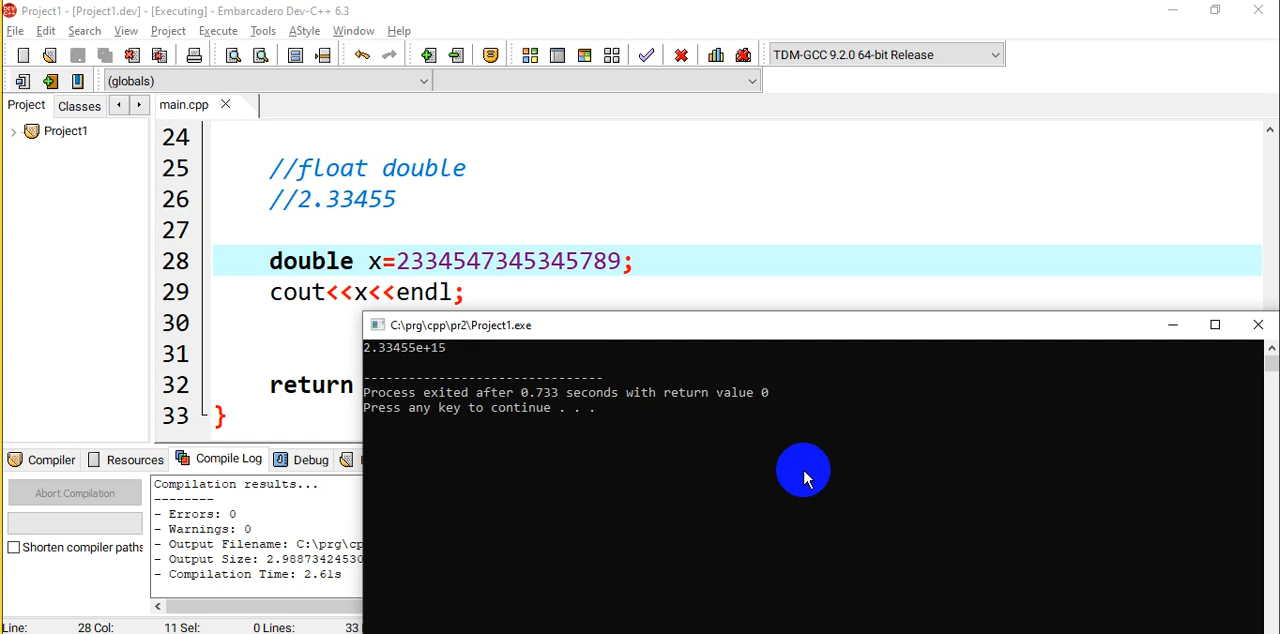 Project1 - [Project1.dev] - [Executing] - Embarcadero Dev-C++ 6.3
File Edit Search View Project Execute Tools AStyle Window Help
TDM-GCC 9.2.0 64-bit Release
(globals)
Project Classes main.cpp
Project1
24
25 //float double
26 //2.33455
27
28 double x=2334547345345789;
29 cout<<x<<endl;
30
31
32 return
33 }
C:\prg\cpp\pr2\Project1.exe
2.33455e+15
--------------------------------
Process exited after 0.733 seconds with return value 0
Press any key to continue . . .
Compiler Resources Compile Log Debug
Abort Compilation
Shorten compiler paths
Compilation results...
--------
- Errors: 0
- Warnings: 0
- Output Filename: C:\prg\cp
- Output Size: 2.98873424530
- Compilation Time: 2.61s
Line: 28 Col: 11 Sel: 0 Lines: 33